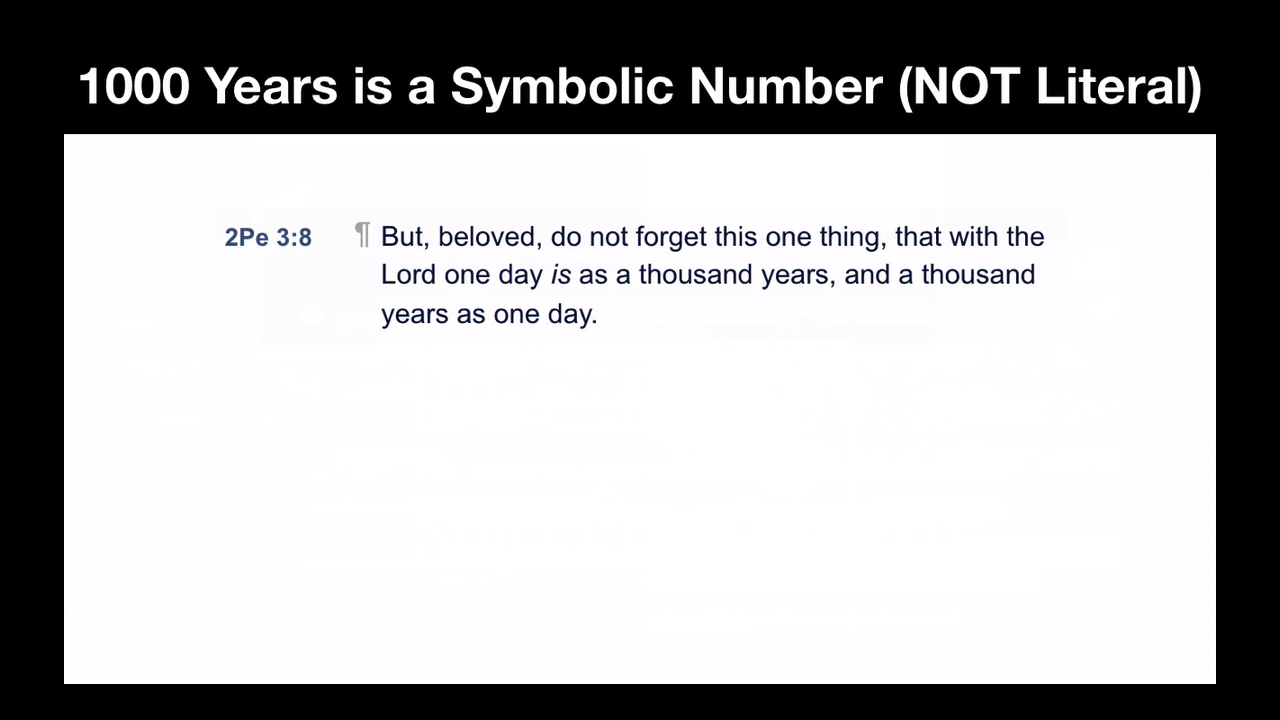 1000 Years is a Symbolic Number (NOT Literal)
2Pe 3:8 ¶ But, beloved, do not forget this one thing, that with the
Lord one day is as a thousand years, and a thousand
years as one day.